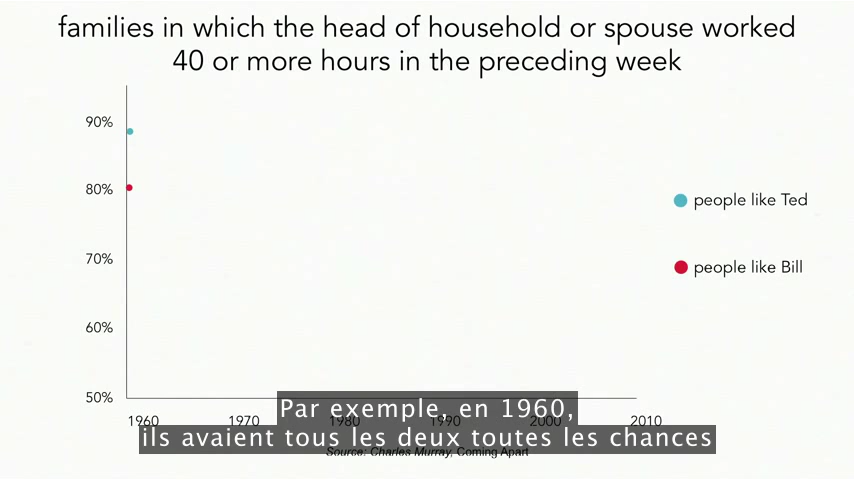 families in which the head of household or spouse worked
40 or more hours in the preceding week
90%
80%
70%
60%
50%
people like Ted
people like Bill
1960 1970 1980 1990 2000 2010
Par exemple, en 1960,
ils avaient tous les deux toutes les chances
Source: Charles Murray, Coming Apart